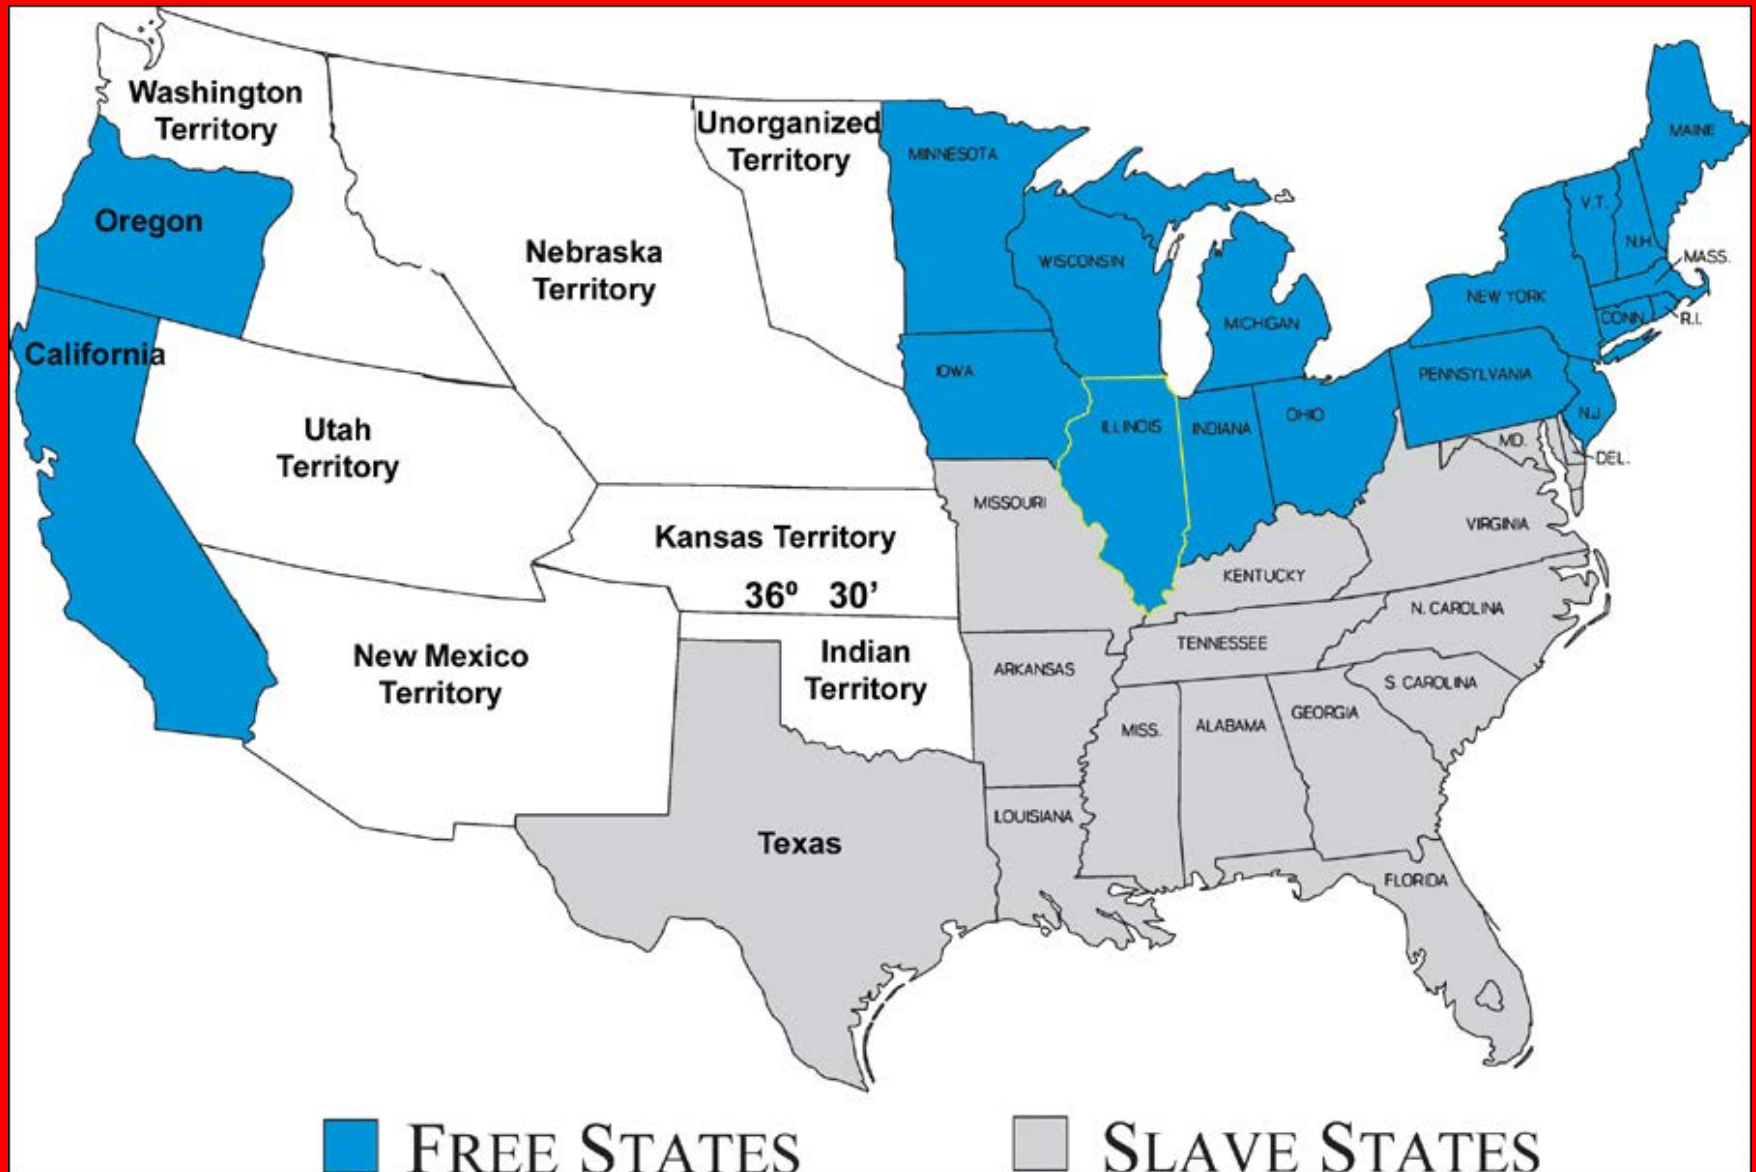 Washington
Territory
Unorganized
Territory
MINNESOTA
MAINE
Oregon
Nebraska
Territory
WISCONSIN
V.T.
N.H.
MASS.
NEW YORK
MICHIGAN
CONN.
R.I.
California
IOWA
PENNSYLVANIA
Utah
Territory
ILLINOIS
INDIANA
OHIO
N.J.
MD.
DEL.
MISSOURI
VIRGINIA
Kansas Territory
36º 30’
KENTUCKY
N. CAROLINA
New Mexico
Territory
Indian
Territory
TENNESSEE
ARKANSAS
S. CAROLINA
MISS.
ALABAMA
GEORGIA
LOUISIANA
Texas
FLORIDA
FREE STATES
SLAVE STATES